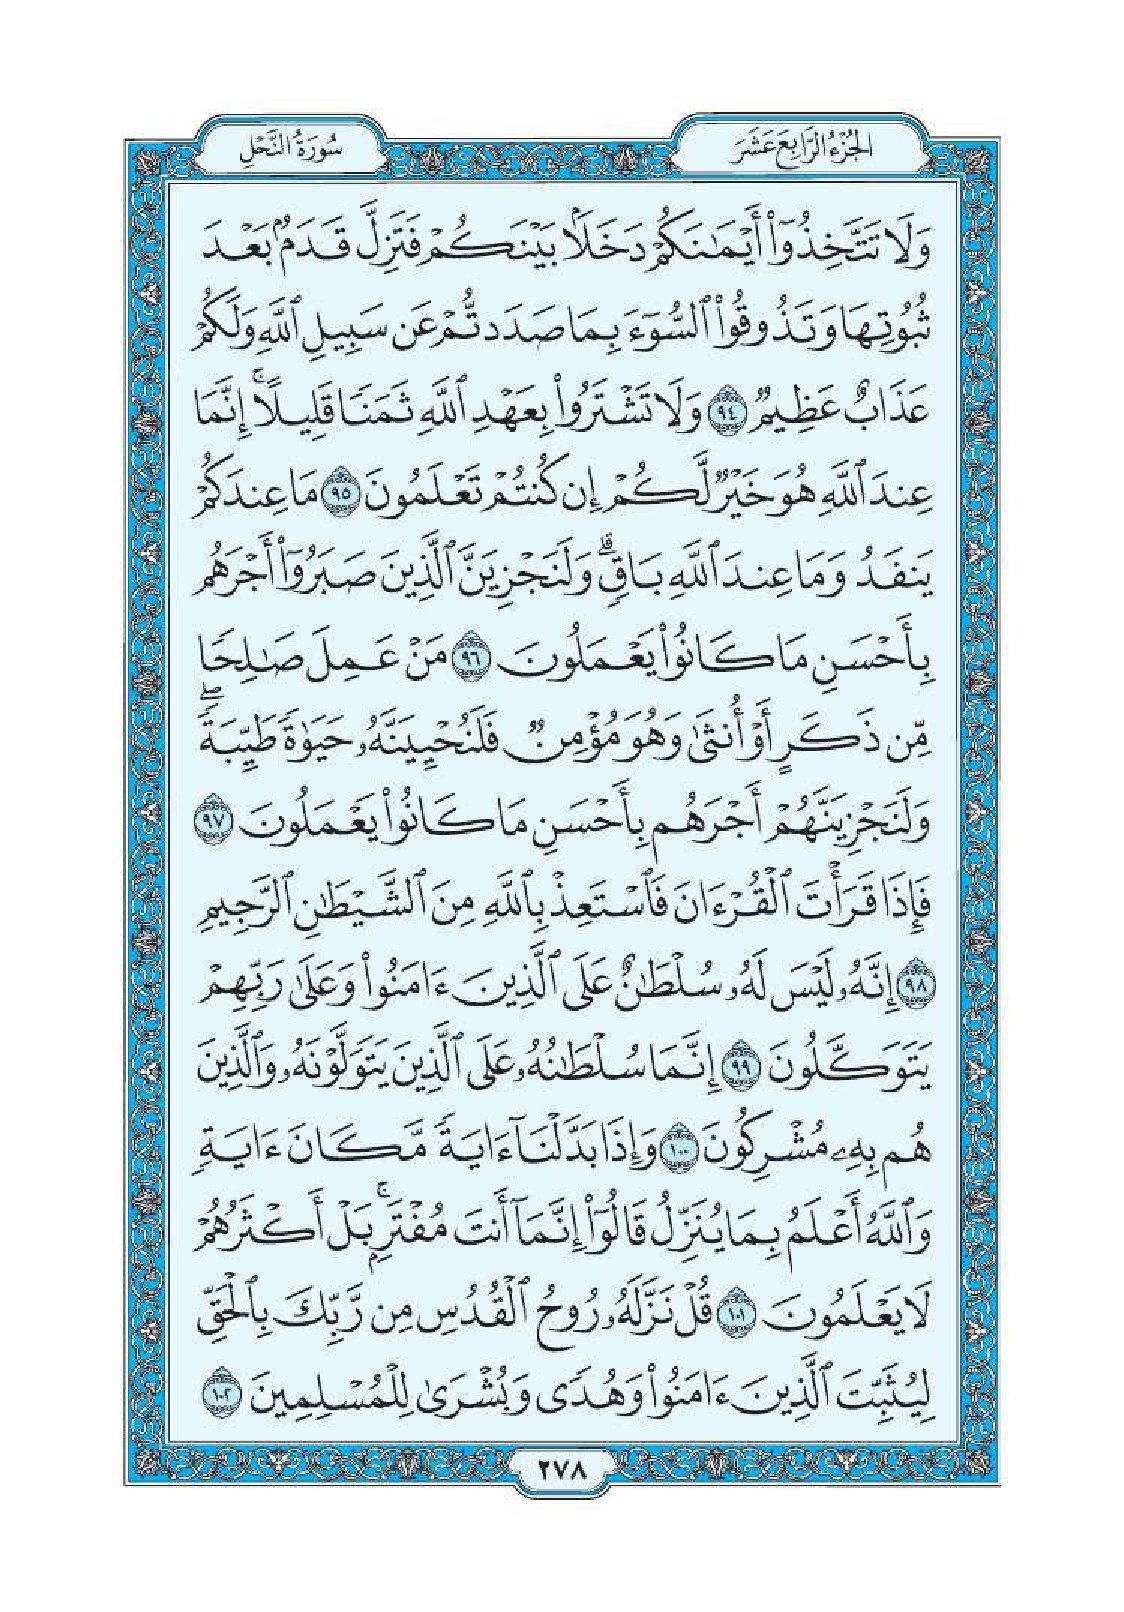 الجُزْءُ الرَّابِعَ عَشَرَ
سُورَةُ النَّحْلِ
وَلَا تَتَّخِذُوٓا۟ أَيْمَٰنَكُمْ دَخَلًۢا بَيْنَكُمْ فَتَزِلَّ قَدَمٌۢ بَعْدَ
ثُبُوتِهَا وَتَذُوقُوا۟ ٱلسُّوٓءَ بِمَا صَدَدتُّمْ عَن سَبِيلِ ٱللَّهِ وَلَكُمْ
عَذَابٌ عَظِيمٌ ٩٤ وَلَا تَشْتَرُوا۟ بِعَهْدِ ٱللَّهِ ثَمَنًا قَلِيلًا ۚ إِنَّمَا
عِندَ ٱللَّهِ هُوَ خَيْرٌ لَّكُمْ إِن كُنتُمْ تَعْلَمُونَ ٩٥ مَا عِندَكُمْ
يَنفَدُ وَمَا عِندَ ٱللَّهِ بَاقٍ ۗ وَلَنَجْزِيَنَّ ٱلَّذِينَ صَبَرُوٓا۟ أَجْرَهُم
بِأَحْسَنِ مَا كَانُوا۟ يَعْمَلُونَ ٩٦ مَنْ عَمِلَ صَٰلِحًا
مِّن ذَكَرٍ أَوْ أُنثَىٰ وَهُوَ مُؤْمِنٌ فَلَنُحْيِيَنَّهُۥ حَيَوٰةً طَيِّبَةً ۖ
وَلَنَجْزِيَنَّهُمْ أَجْرَهُم بِأَحْسَنِ مَا كَانُوا۟ يَعْمَلُونَ ٩٧
فَإِذَا قَرَأْتَ ٱلْقُرْءَانَ فَٱسْتَعِذْ بِٱللَّهِ مِنَ ٱلشَّيْطَٰنِ ٱلرَّجِيمِ
٩٨ إِنَّهُۥ لَيْسَ لَهُۥ سُلْطَٰنٌ عَلَى ٱلَّذِينَ ءَامَنُوا۟ وَعَلَىٰ رَبِّهِمْ
يَتَوَكَّلُونَ ٩٩ إِنَّمَا سُلْطَٰنُهُۥ عَلَى ٱلَّذِينَ يَتَوَلَّوْنَهُۥ وَٱلَّذِينَ
هُم بِهِۦ مُشْرِكُونَ ١٠٠ وَإِذَا بَدَّلْنَآ ءَايَةً مَّكَانَ ءَايَةٍ
وَٱللَّهُ أَعْلَمُ بِمَا يُنَزِّلُ قَالُوٓا۟ إِنَّمَآ أَنتَ مُفْتَرٍۭ ۚ بَلْ أَكْثَرُهُمْ
لَا يَعْلَمُونَ ١٠١ قُلْ نَزَّلَهُۥ رُوحُ ٱلْقُدُسِ مِن رَّبِّكَ بِٱلْحَقِّ
لِيُثَبِّتَ ٱلَّذِينَ ءَامَنُوا۟ وَهُدًى وَبُشْرَىٰ لِلْمُسْلِمِينَ ١٠٢
٢٧٨